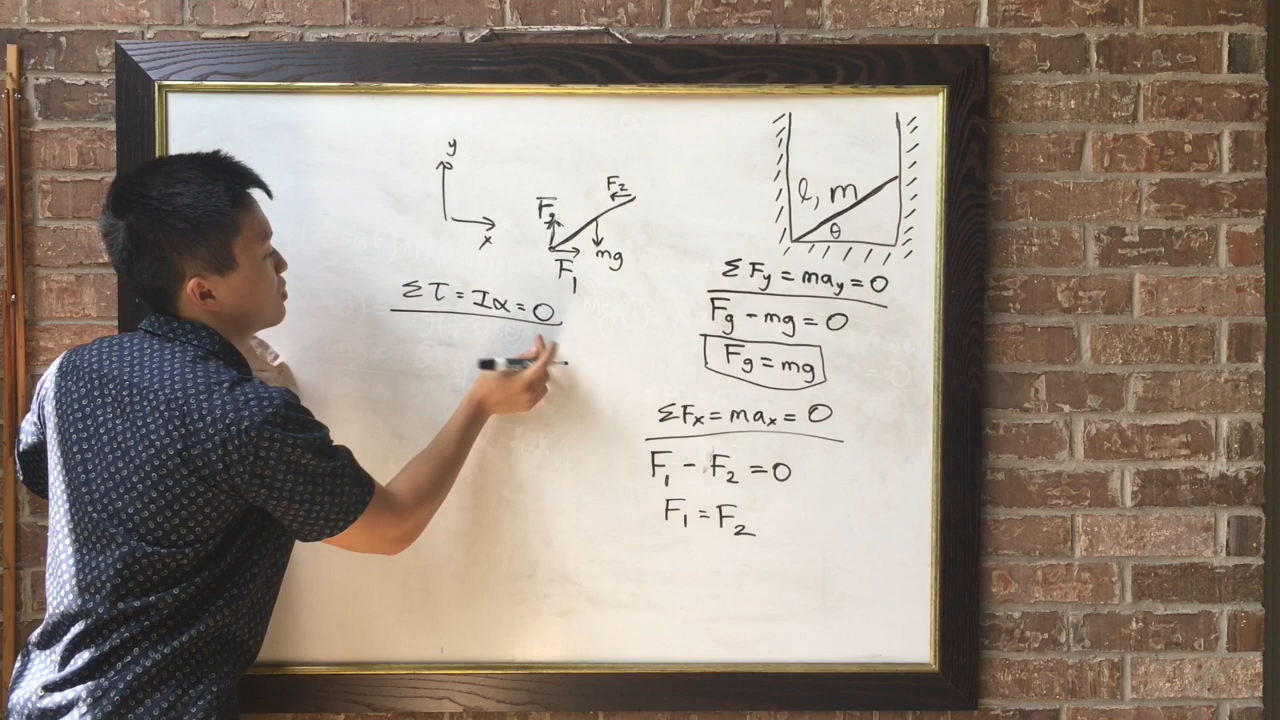 y
x
F₂
Fg
mg
F₁
Στ = Iα = 0
l, m
θ
ΣFy = may = 0
Fg - mg = 0
Fg = mg
ΣFx = max = 0
F₁ - F₂ = 0
F₁ = F₂